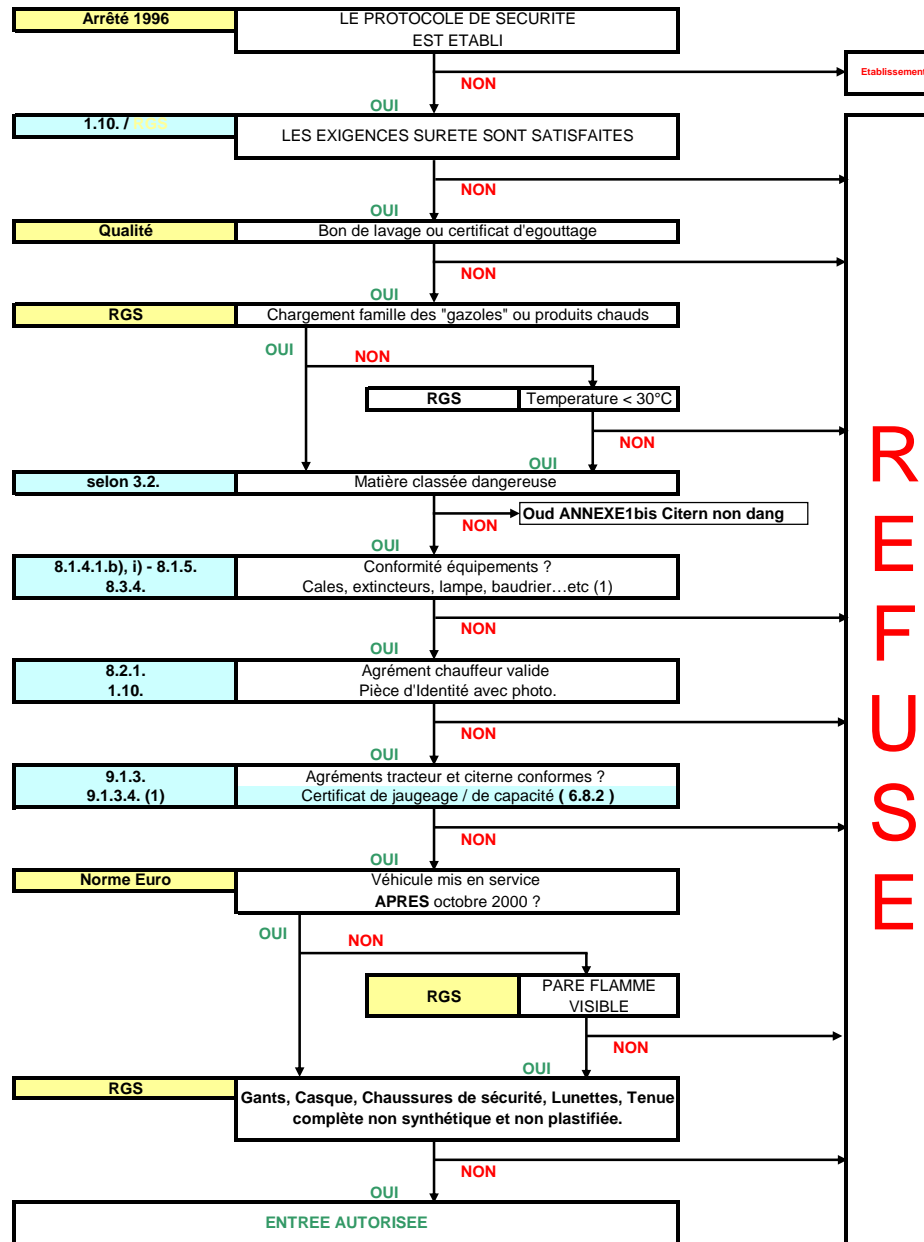 Arrêté 1996
LE PROTOCOLE DE SECURITE
EST ETABLI
NON
Etablissement
OUI
1.10. / RGS
LES EXIGENCES SURETE SONT SATISFAITES
NON
OUI
Qualité
Bon de lavage ou certificat d'egouttage
NON
OUI
RGS
Chargement famille des "gazoles" ou produits chauds
OUI
NON
RGS
Temperature < 30°C
NON
OUI
selon 3.2.
Matière classée dangereuse
NON
Oud ANNEXE1bis Citern non dang
OUI
8.1.4.1.b), i) - 8.1.5.
8.3.4.
Conformité équipements ?
Cales, extincteurs, lampe, baudrier…etc (1)
NON
OUI
8.2.1.
1.10.
Agrément chauffeur valide
Pièce d'Identité avec photo.
NON
OUI
9.1.3.
9.1.3.4. (1)
Agréments tracteur et citerne conformes ?
Certificat de jaugeage / de capacité ( 6.8.2 )
NON
OUI
Norme Euro
Véhicule mis en service
APRES octobre 2000 ?
OUI
NON
RGS
PARE FLAMME
VISIBLE
NON
OUI
RGS
Gants, Casque, Chaussures de sécurité, Lunettes, Tenue
complète non synthétique et non plastifiée.
NON
OUI
ENTREE AUTORISEE
R
E
F
U
S
E